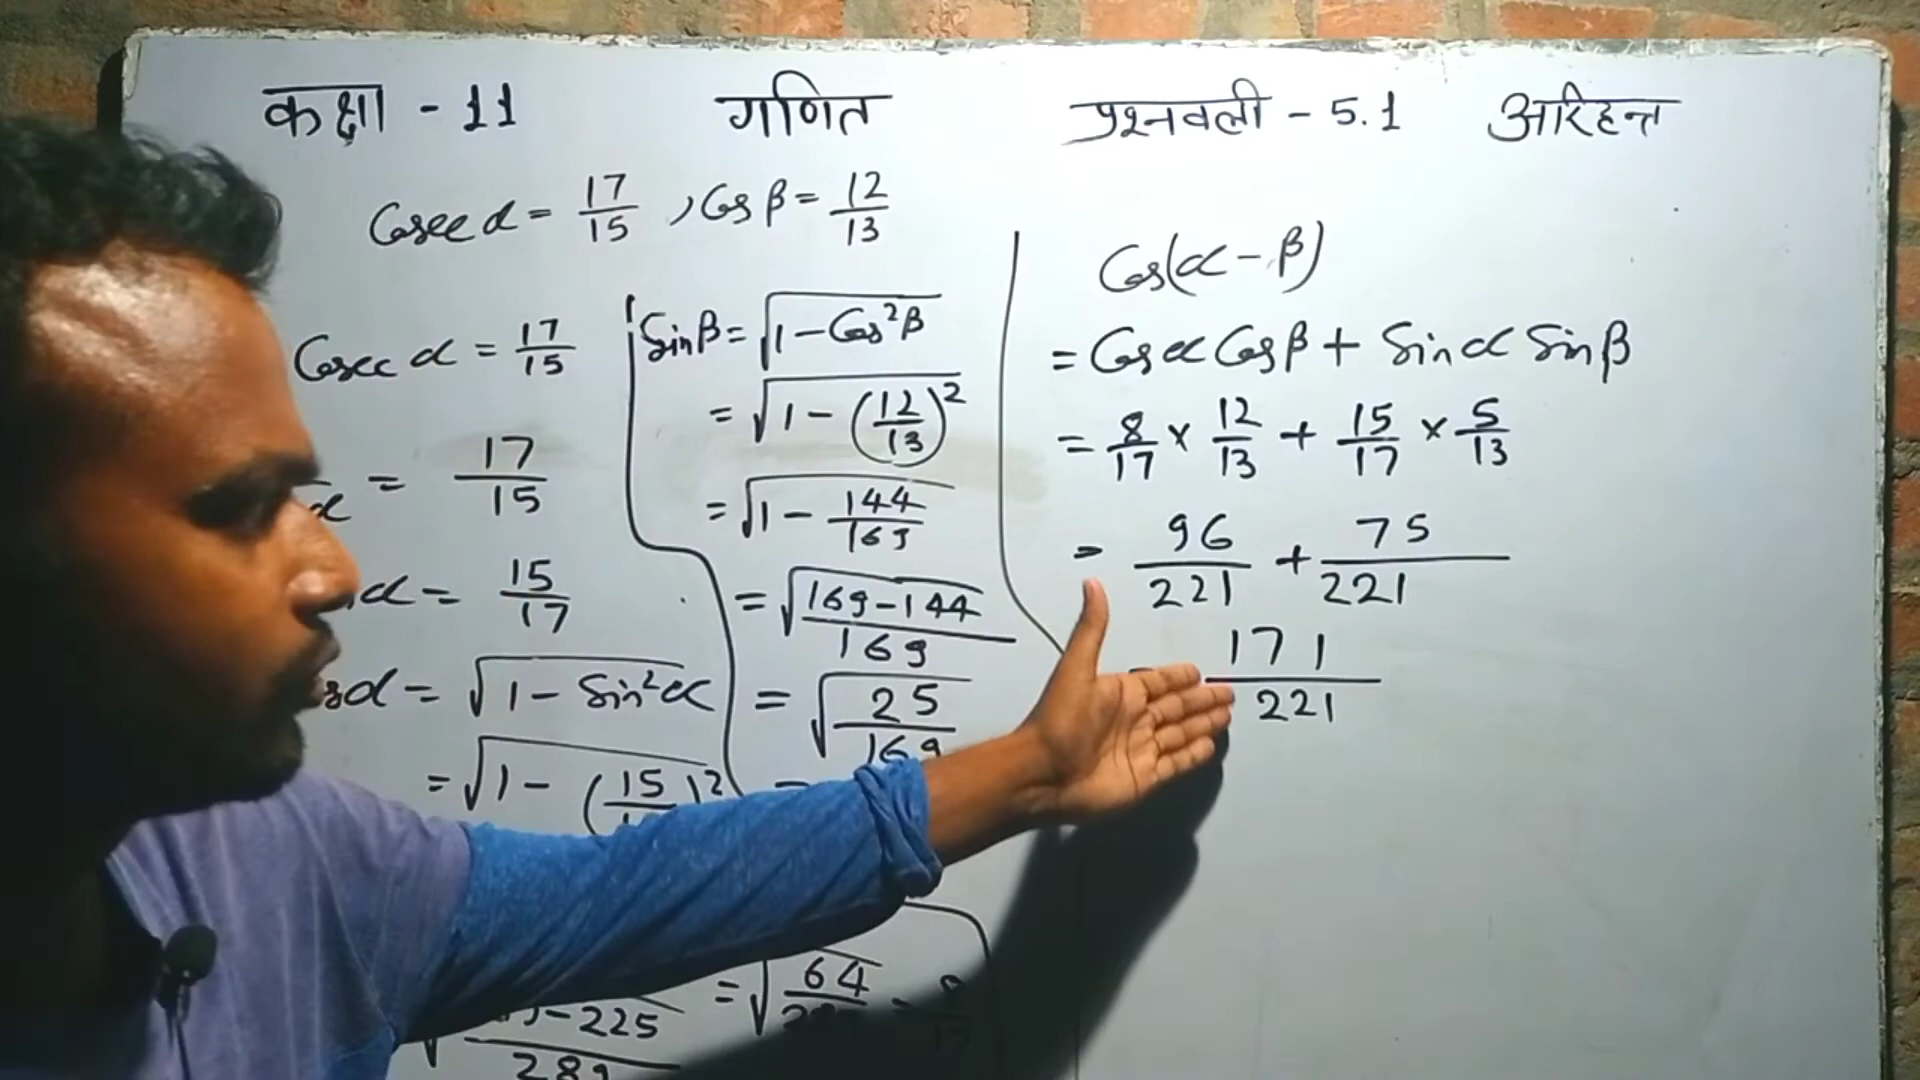 कक्षा - 11 गणित प्रश्नवली - 5.1 अरिहन्त
Cosec α = 17/15 , Cos β = 12/13
Cosec α = 17/15
= 17/15
α = 15/17
α = √(1 - Sin²α)
= √(1 - (15/
- 225
289
= √(64/
Sin β = √(1 - Cos²β)
= √(1 - (12/13)²)
= √(1 - 144/169)
= √((169 - 144)/169)
= √(25/169)
Cos(α - β)
= Cos α Cos β + Sin α Sin β
= 8/17 × 12/13 + 15/17 × 5/13
= 96/221 + 75/221
171/221